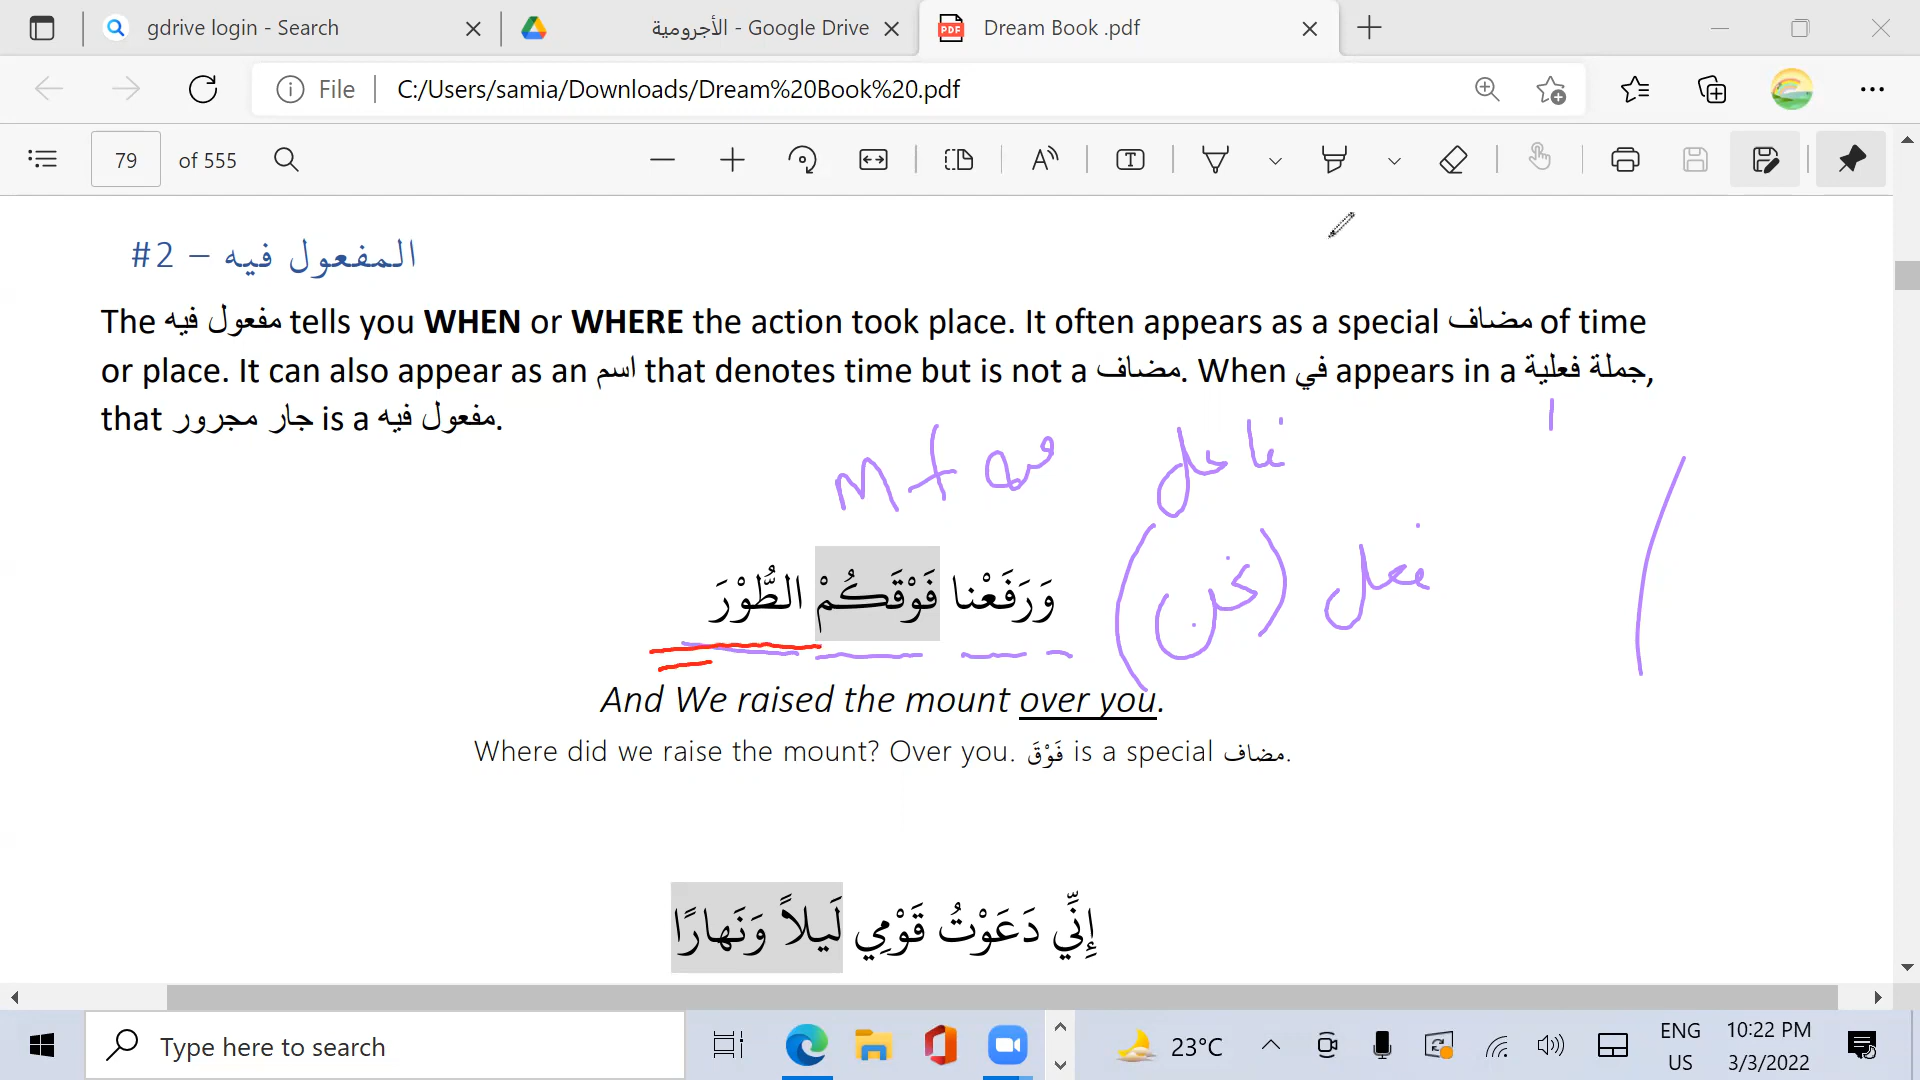 gdrive login - Search
الأجرومية - Google Drive
Dream Book .pdf
File
C:/Users/samia/Downloads/Dream%20Book%20.pdf
79 of 555
#2 – المفعول فيه
The مفعول فيه tells you WHEN or WHERE the action took place. It often appears as a special مضاف of time
or place. It can also appear as an اسم that denotes time but is not a مضاف. When في appears in a جملة فعلية,
that جار مجرور is a مفعول فيه.
فاعل
فعل (نحن)
وَرَفَعْنا فَوْقَكُمْ الطُّوْرَ
And We raised the mount over you.
Where did we raise the mount? Over you. فَوْقَ is a special مضاف.
إِنِّي دَعَوْتُ قَوْمِي لَيلاً وَنَهارًا
Type here to search
23°C
ENG
US
10:22 PM
3/3/2022